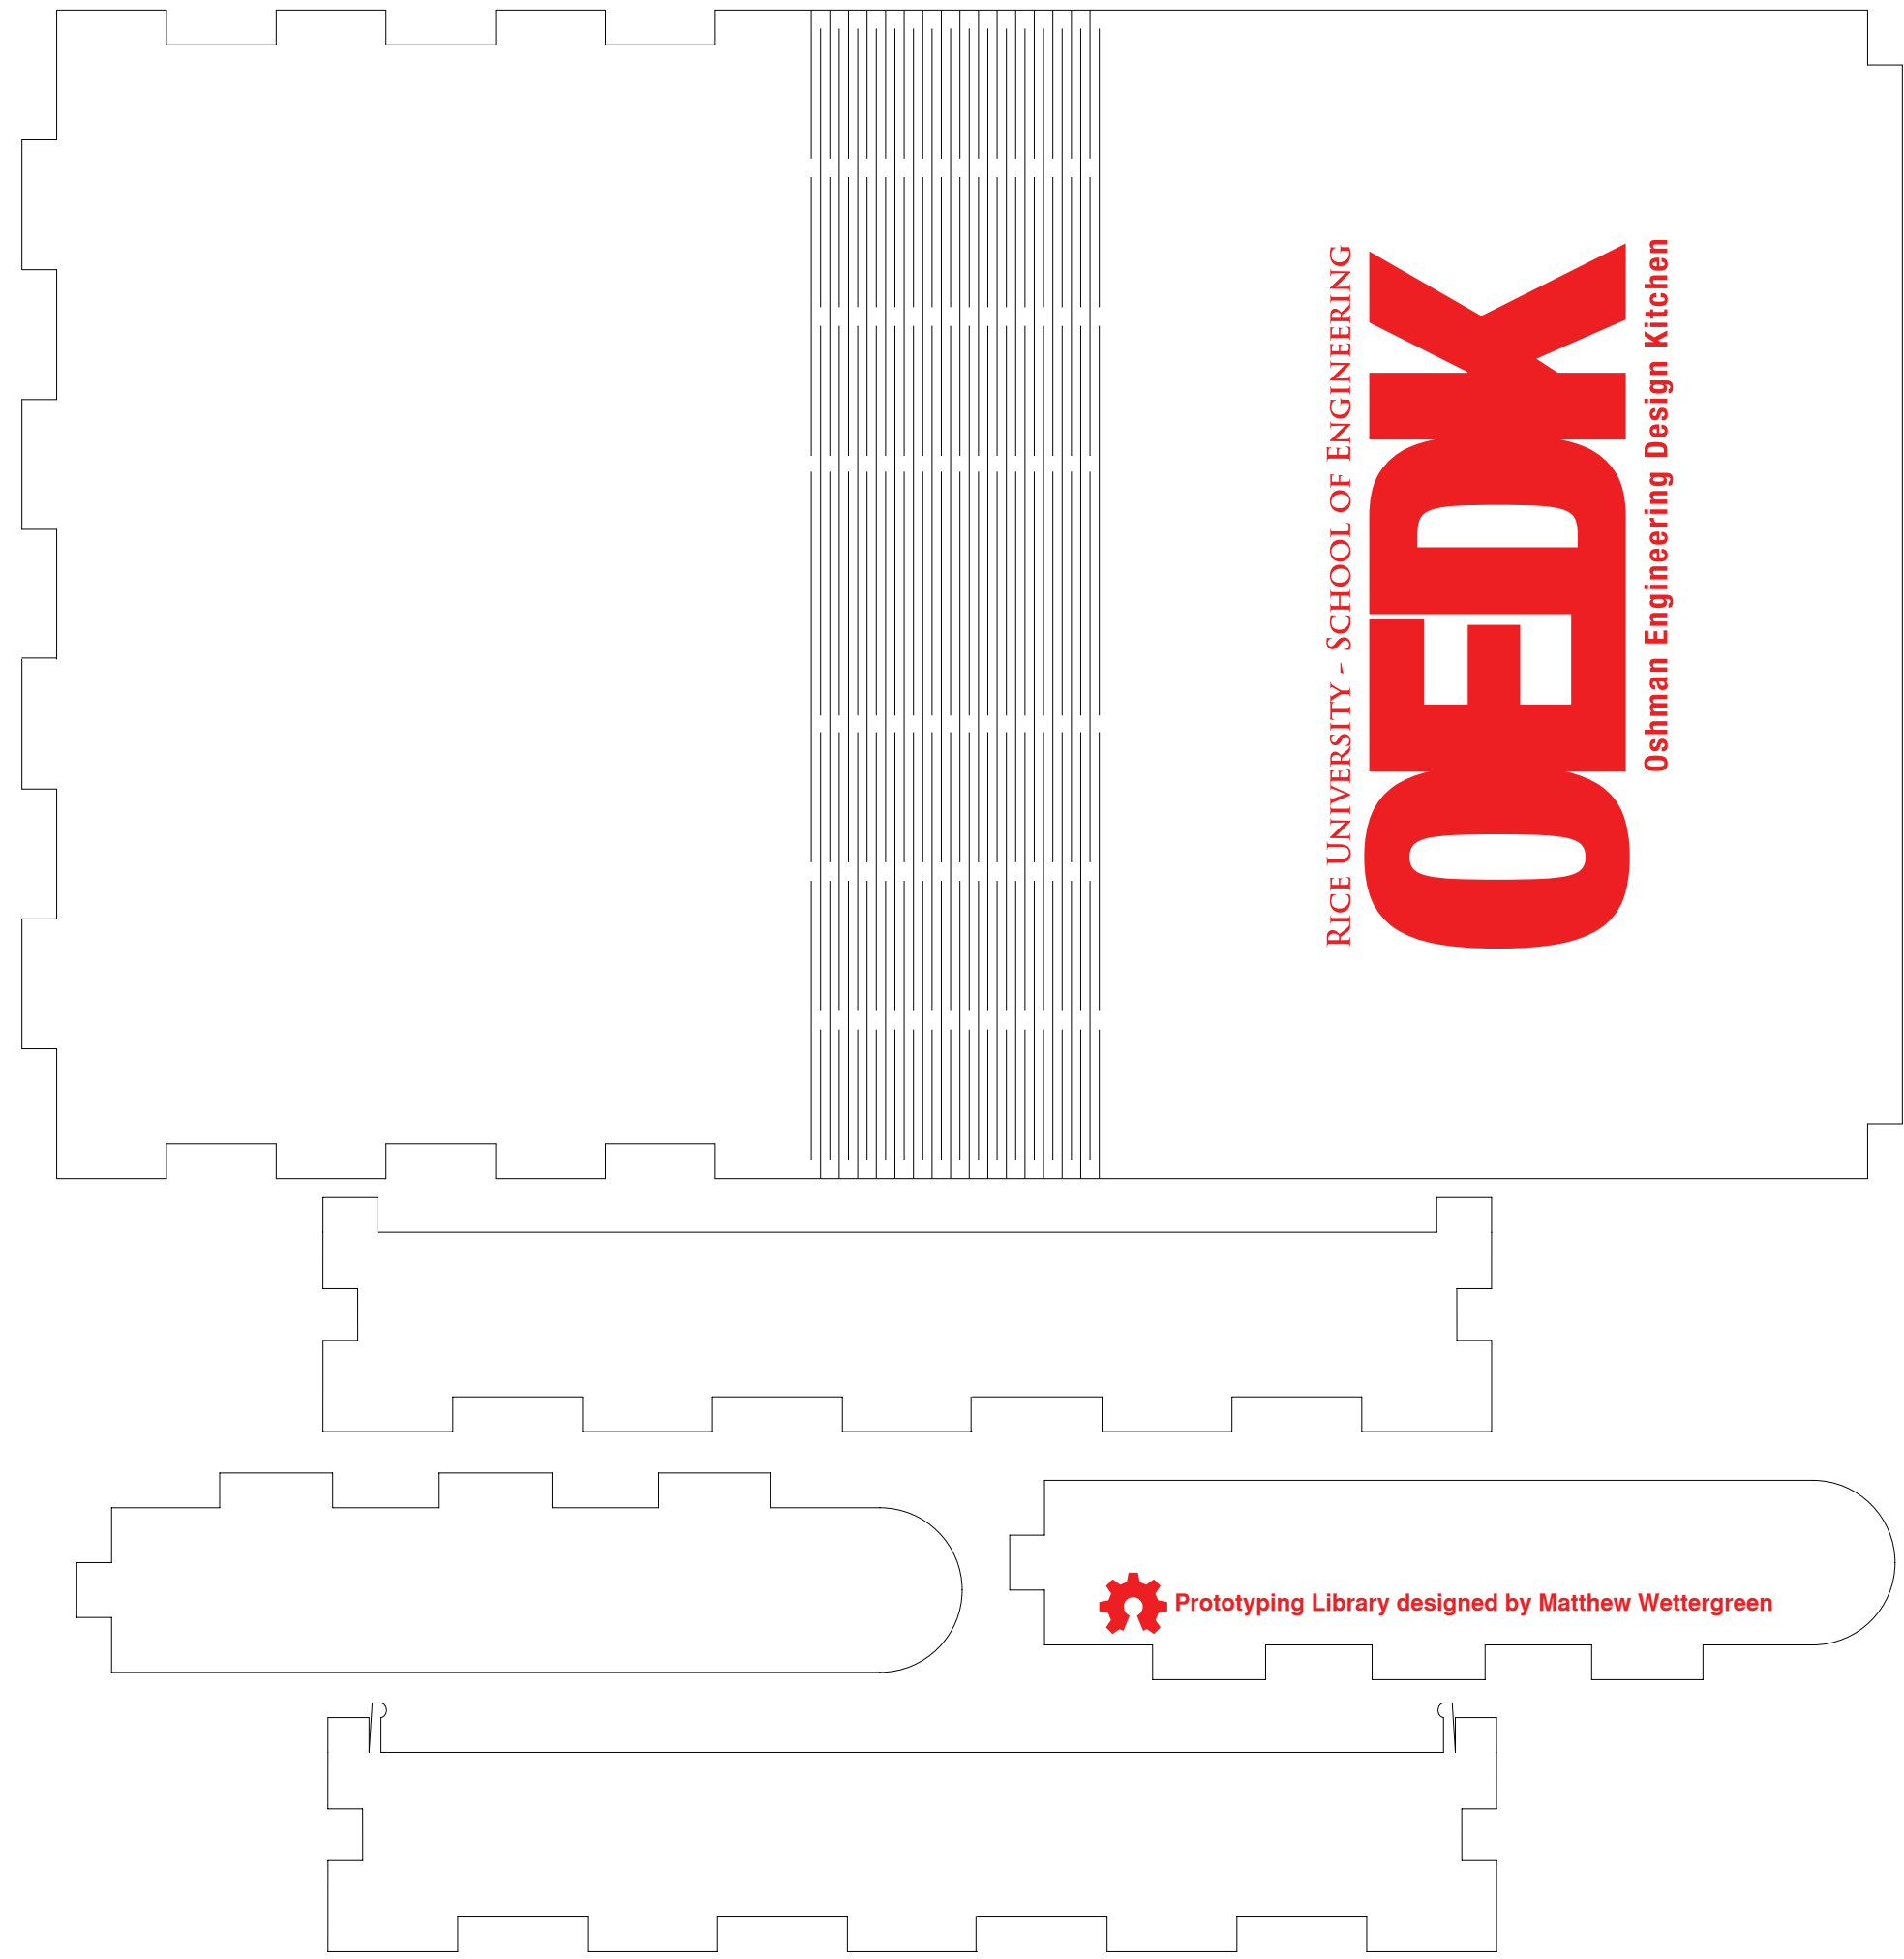 RICE UNIVERSITY - SCHOOL OF ENGINEERING
OEDK
Oshman Engineering Design Kitchen
Prototyping Library designed by Matthew Wettergreen